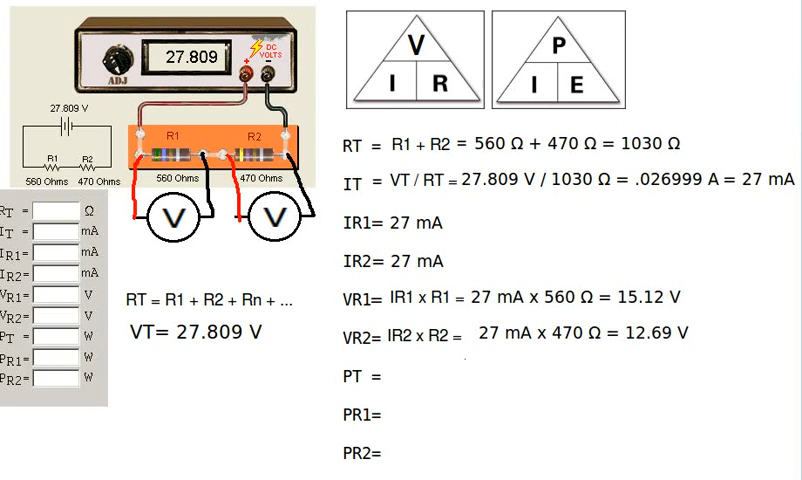 27.809
DC
VOLTS
+ -
ADJ
27.809 V
R1 R2
560 Ohms 470 Ohms
R1 R2
560 Ohms 470 Ohms
V V
V
I R
P
I E
RT = Ω
IT = mA
IR1= mA
IR2= mA
VR1= V
VR2= V
PT = W
PR1= W
PR2= W
RT = R1 + R2 + Rn + ...
VT= 27.809 V
RT = R1 + R2 = 560 Ω + 470 Ω = 1030 Ω
IT = VT / RT = 27.809 V / 1030 Ω = .026999 A = 27 mA
IR1= 27 mA
IR2= 27 mA
VR1= IR1 x R1 = 27 mA x 560 Ω = 15.12 V
VR2= IR2 x R2 = 27 mA x 470 Ω = 12.69 V
PT =
PR1=
PR2=